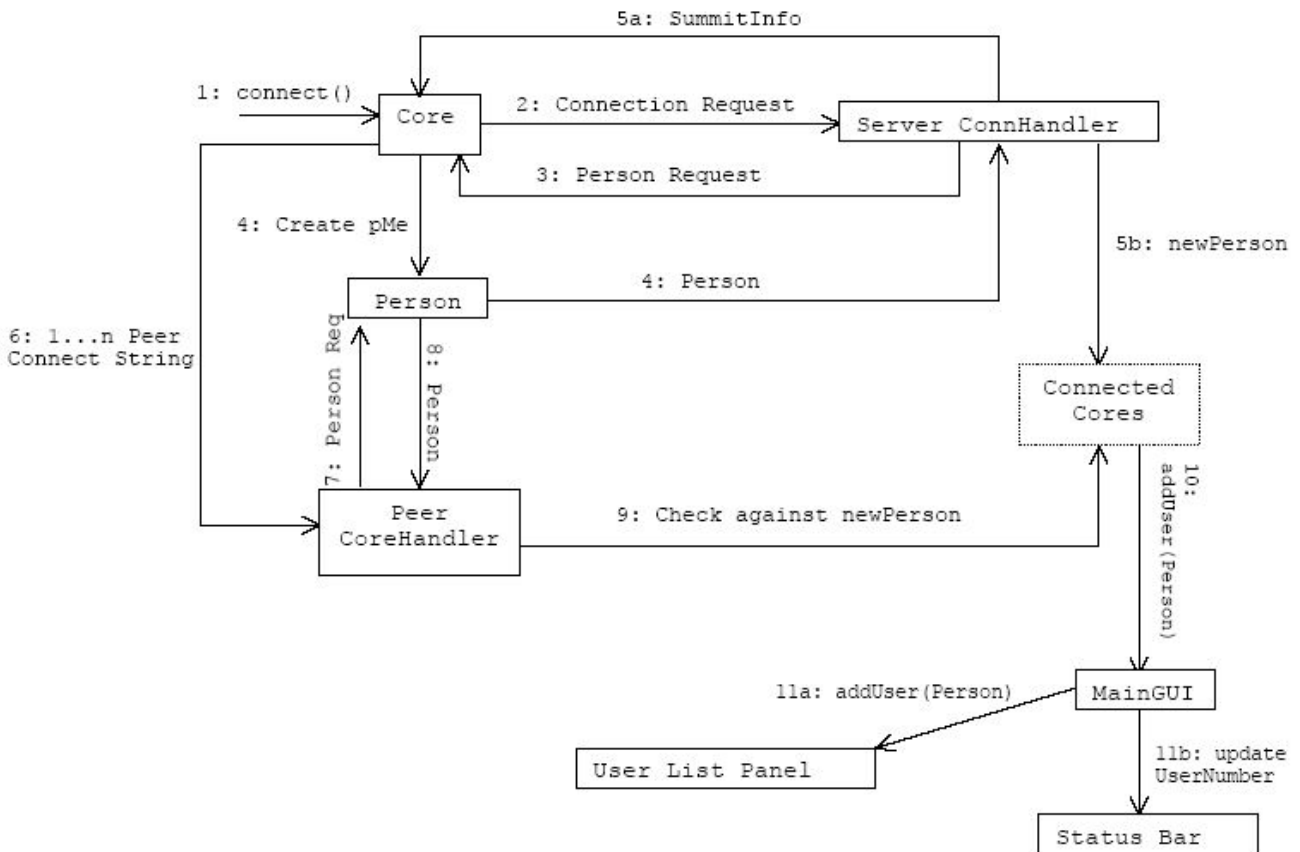 5a: SummitInfo
1: connect()
Core
2: Connection Request
Server ConnHandler
3: Person Request
4: Create pMe
5b: newPerson
4: Person
Person
6: 1...n Peer
Connect String
7: Person Req
8: Person
Connected
Cores
Peer
CoreHandler
9: Check against newPerson
10:
addUser(Person)
MainGUI
11a: addUser(Person)
User List Panel
11b: update
UserNumber
Status Bar